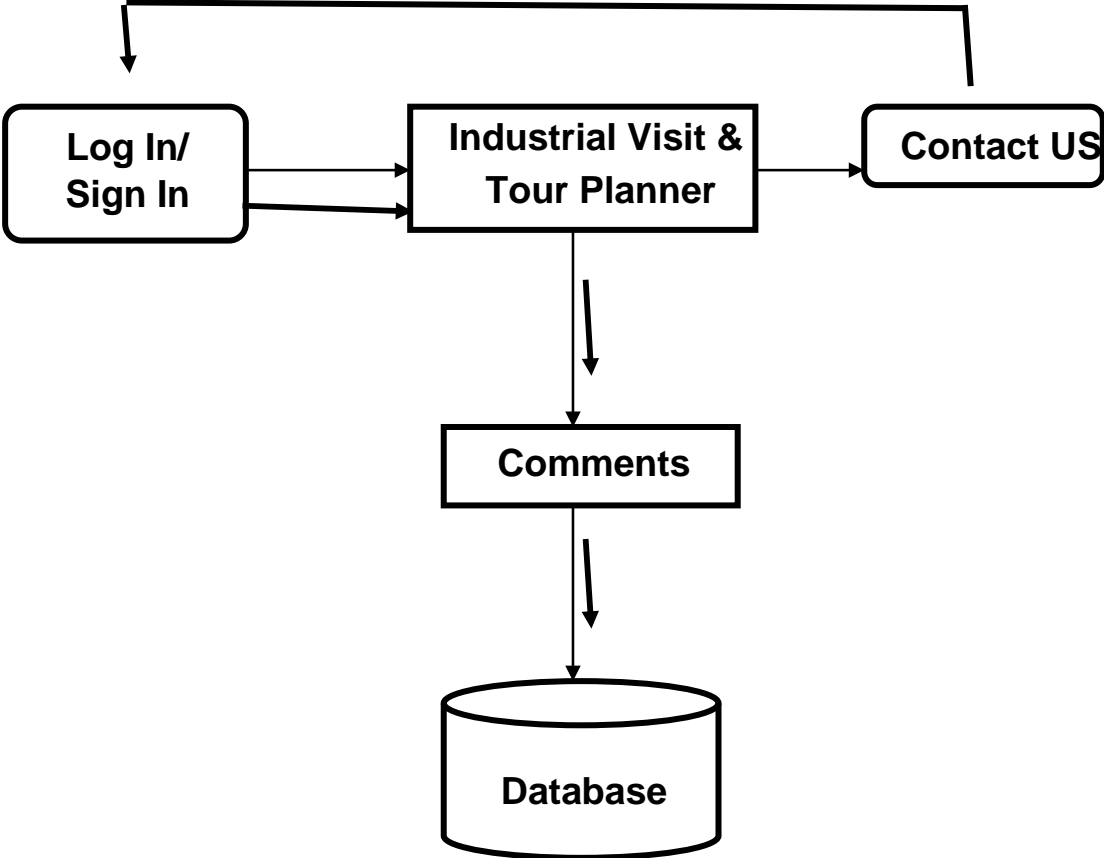 Log In/
Sign In
Industrial Visit &
Tour Planner
Contact US
Comments
Database